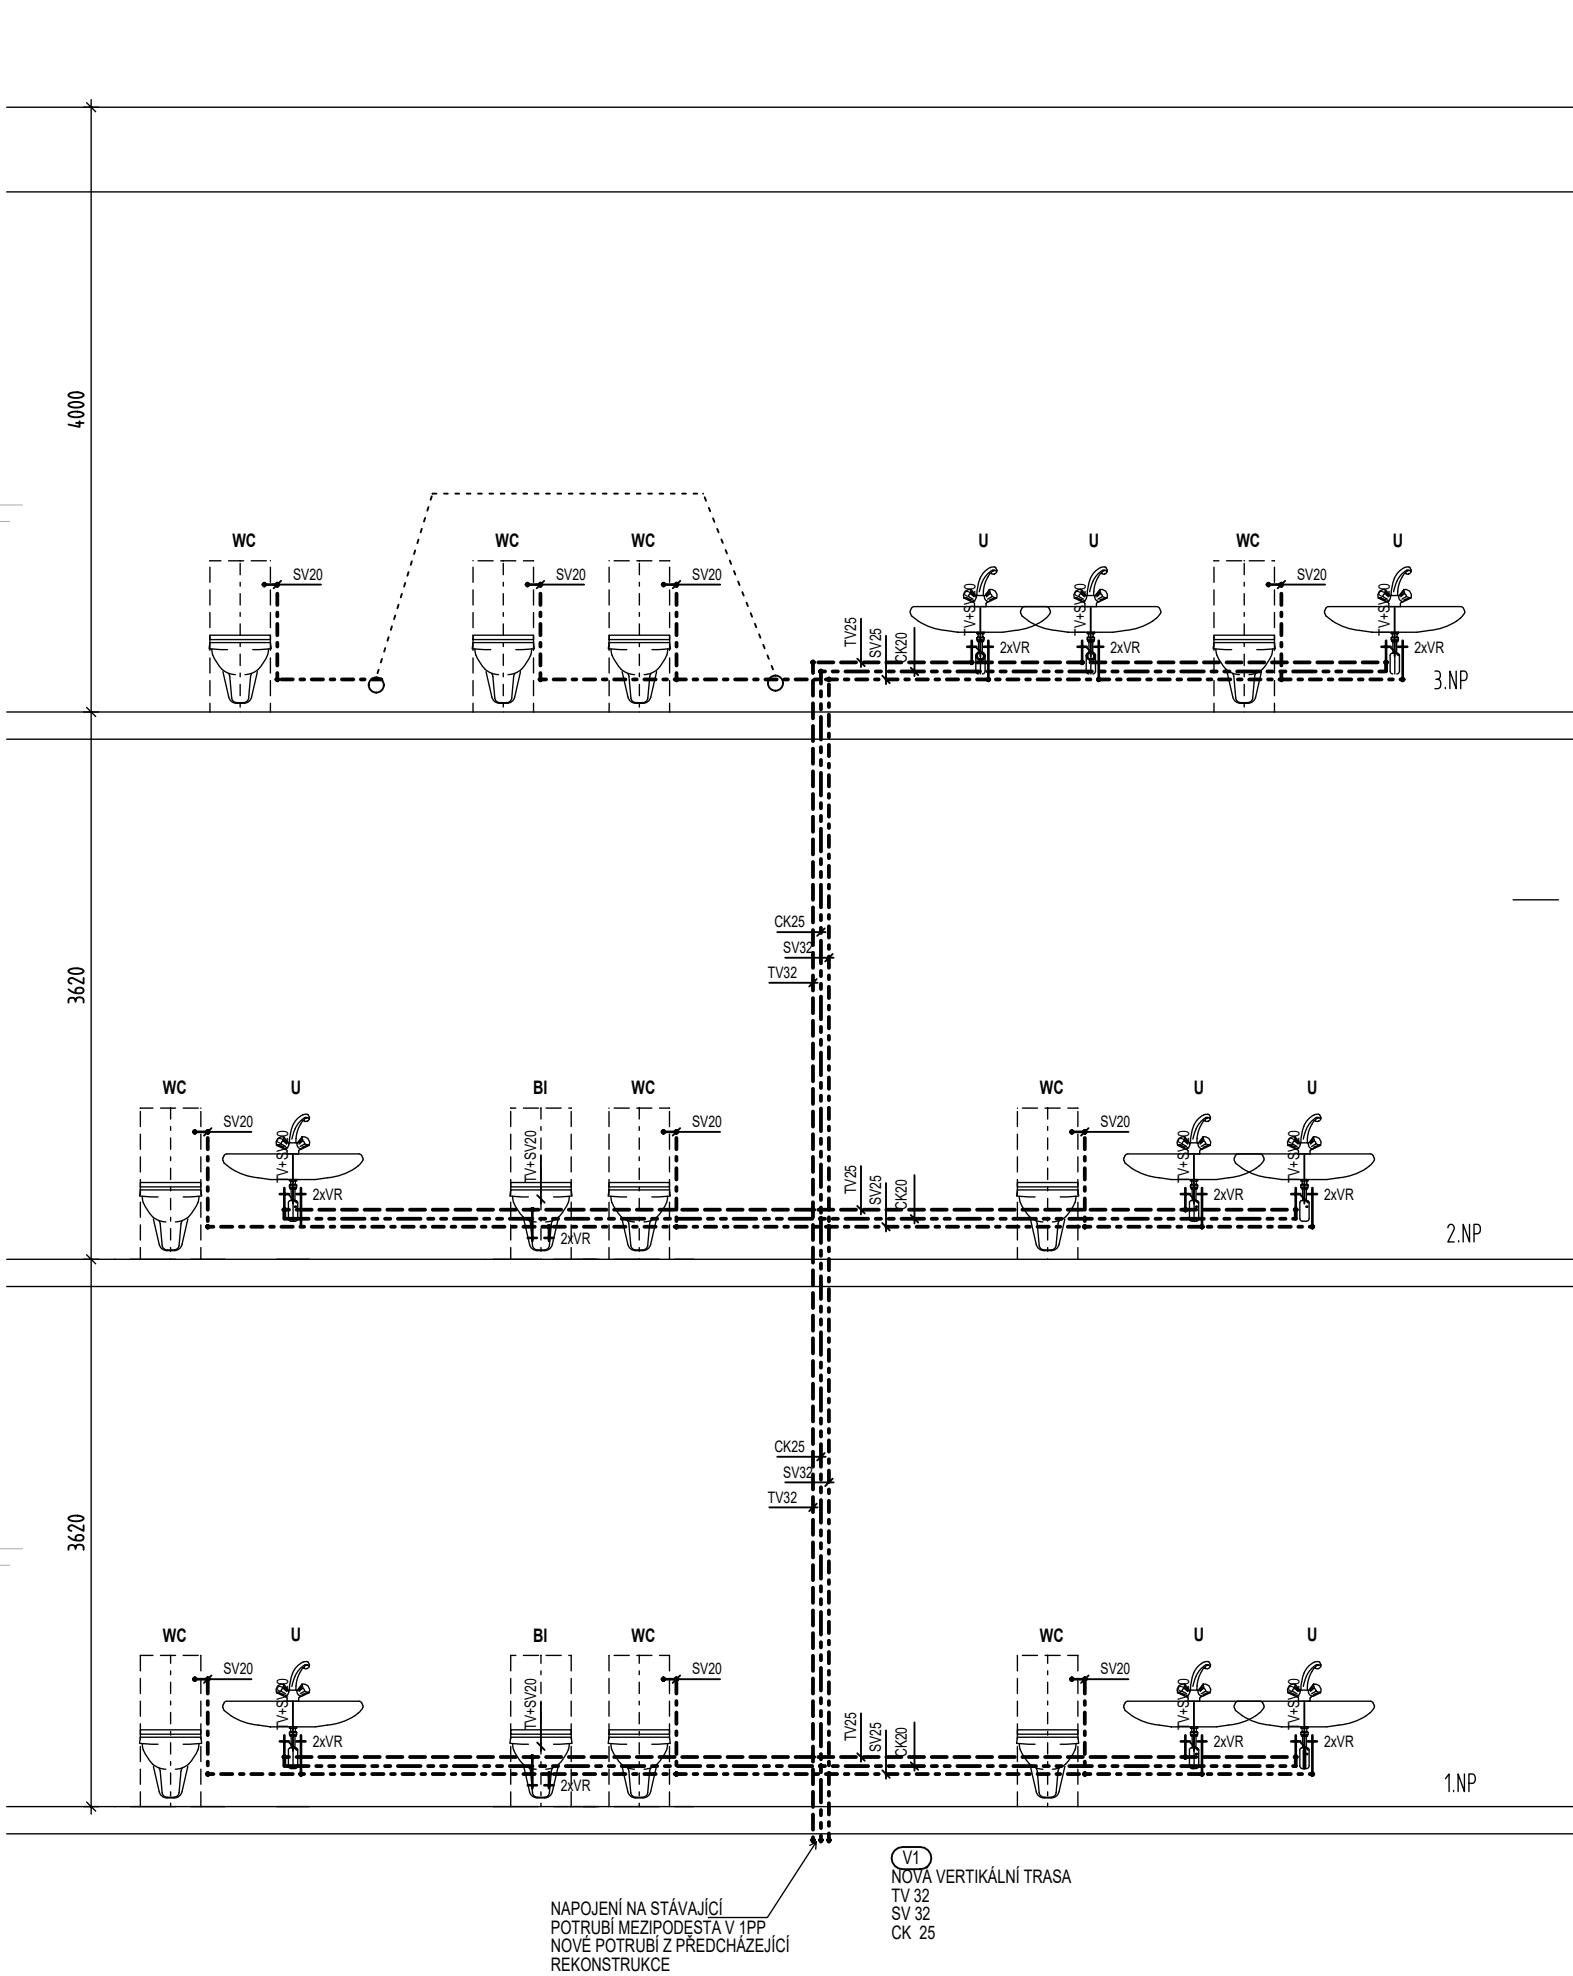 4000
WC
WC
WC
U
U
WC
U
SV20
SV20
SV20
TV+SV20
TV+SV20
SV20
TV+SV20
TV25
SV25
CK20
2xVR
2xVR
2xVR
3.NP
CK25
SV32
TV32
3620
WC
U
BI
WC
WC
U
U
SV20
TV+SV20
TV+SV20
SV20
SV20
TV+SV20
TV+SV20
2xVR
2xVR
TV25
SV25
CK20
2xVR
2xVR
2.NP
CK25
SV32
TV32
3620
WC
U
BI
WC
WC
U
U
SV20
TV+SV20
TV+SV20
SV20
SV20
TV+SV20
TV+SV20
2xVR
2xVR
TV25
SV25
CK20
2xVR
2xVR
1.NP
V1
NOVÁ VERTIKÁLNÍ TRASA
TV 32
SV 32
CK 25
NAPOJENÍ NA STÁVAJÍCÍ
POTRUBÍ MEZIPODESTA V 1PP
NOVÉ POTRUBÍ Z PŘEDCHÁZEJÍCÍ
REKONSTRUKCE